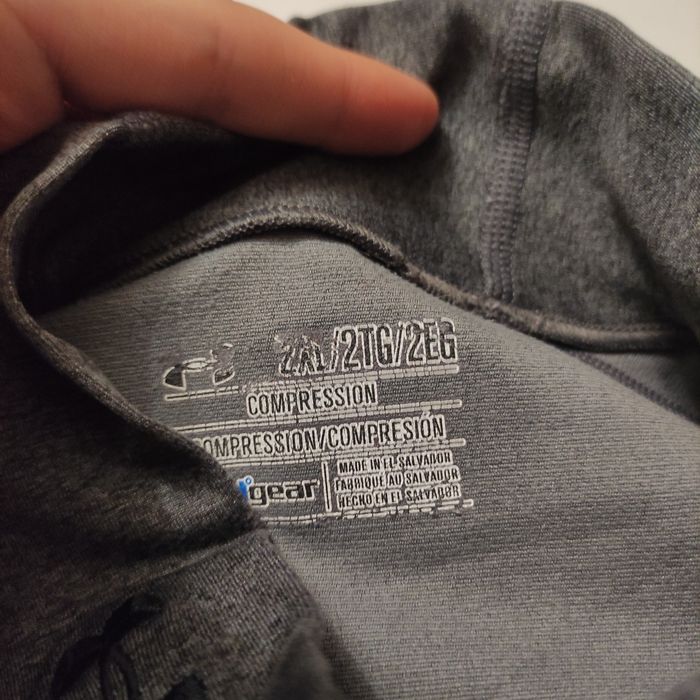 2XL/2TG/2EG
COMPRESSION
COMPRESSION/COMPRESIÓN
gear
MADE IN EL SALVADOR
FABRIQUÉ AU SALVADOR
HECHO EN EL SALVADOR